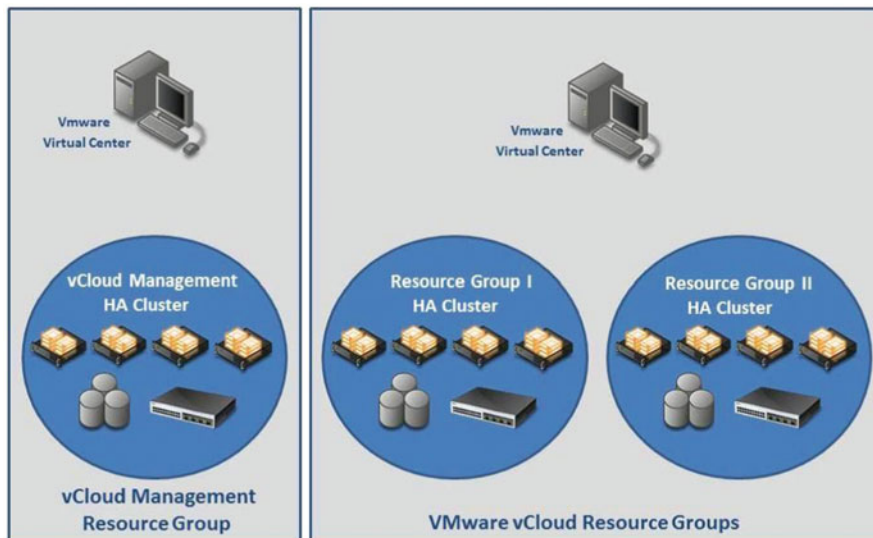 Vmware
Virtual Center
vCloud Management
HA Cluster
vCloud Management
Resource Group
Vmware
Virtual Center
Resource Group I
HA Cluster
Resource Group II
HA Cluster
VMware vCloud Resource Groups